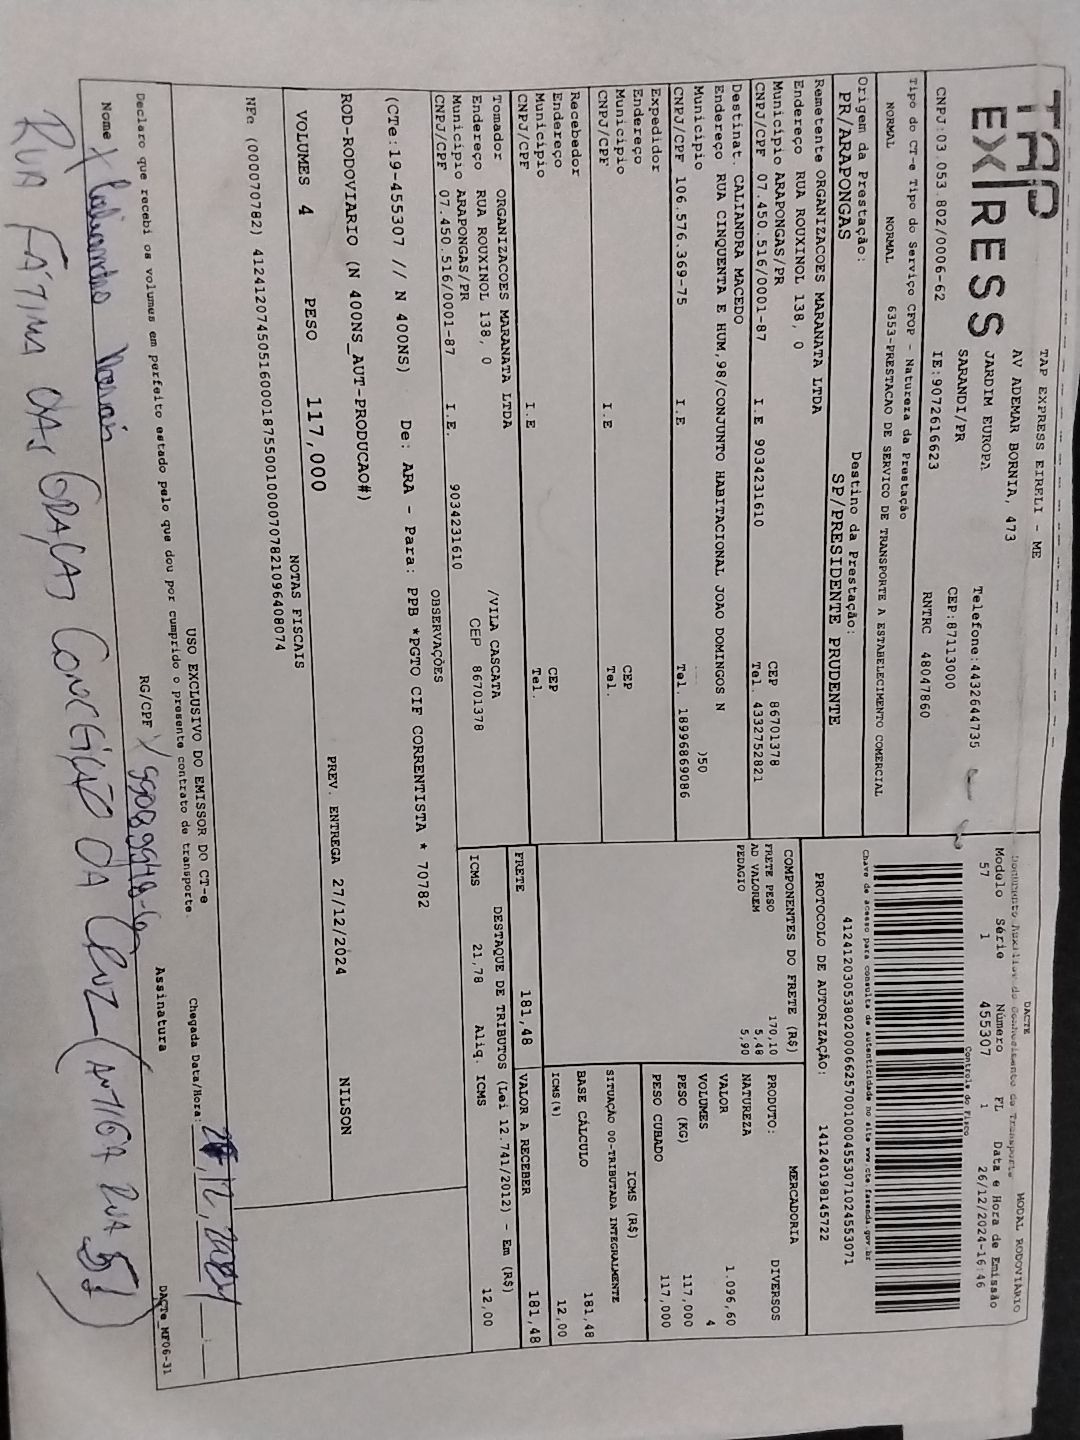 TAP
EXPRESS
TAP EXPRESS EIRELI - ME
AV ADEMAR BORNIA, 473
JARDIM EUROPA
SARANDI/PR
Telefone:4432644735
CEP:87113000
CNPJ:03.053.802/0006-62
IE:9072616623
RNTRC 48047860
DACTE
MODAL RODOVIÁRIO
Documento Auxiliar do Conhecimento de Transporte
Modelo Série Número FL Data e Hora de Emissão
57 1 455307 1 26/12/2024-16:46
Controle do Fisco
Chave de acesso para consulta de autenticidade no site www.cte.fazenda.gov.br
41241203053802000662570010004553071024553071
PROTOCOLO DE AUTORIZAÇÃO: 141240198145722
Tipo do CT-e Tipo do Serviço CFOP - Natureza da Prestação
NORMAL NORMAL 6353-PRESTACAO DE SERVICO DE TRANSPORTE A ESTABELECIMENTO COMERCIAL
Origem da Prestação: Destino da Prestação:
PR/ARAPONGAS SP/PRESIDENTE PRUDENTE
Remetente ORGANIZACOES MARANATA LTDA
Endereço RUA ROUXINOL 138, 0
Município ARAPONGAS/PR CEP 86701378
CNPJ/CPF 07.450.516/0001-87 I.E 9034231610 Tel. 4332752821
Destinat. CALIANDRA MACEDO
Endereço RUA CINQUENTA E HUM,98/CONJUNTO HABITACIONAL JOAO DOMINGOS N
Município )50
CNPJ/CPF 106.576.369-75 I.E Tel. 18996869086
Expedidor
Endereço
Município CEP
CNPJ/CPF I.E Tel.
Recebedor
Endereço
Município CEP
CNPJ/CPF I.E Tel.
Tomador ORGANIZACOES MARANATA LTDA
Endereço RUA ROUXINOL 138, 0 /VILA CASCATA
Município ARAPONGAS/PR CEP 86701378
CNPJ/CPF 07.450.516/0001-87 I.E. 9034231610
COMPONENTES DO FRETE (R$)
FRETE PESO 170,10
AD VALOREM 5,48
PEDAGIO 5,90
MERCADORIA
PRODUTO: DIVERSOS
NATUREZA
VALOR 1.096,60
VOLUMES 4
PESO (KG) 117,000
PESO CUBADO 117,000
ICMS (R$)
SITUAÇÃO 00-TRIBUTADA INTEGRALMENTE
BASE CÁLCULO 181,48
ICMS(%) 12,00
FRETE 181,48 VALOR A RECEBER 181,48
DESTAQUE DE TRIBUTOS (Lei 12.741/2012) - Em (R$)
ICMS 21,78 Aliq. ICMS 12,00
OBSERVAÇÕES
(CTe:19-455307 // N 400NS) De: ARA - Para: PPB *PGTO CIF CORRENTISTA * 70782
ROD-RODOVIARIO (N 400NS_AUT-PRODUCAO#)
VOLUMES 4 PESO 117,000 PREV. ENTREGA 27/12/2024 NILSON
NOTAS FISCAIS
NFe (000070782) 41241207450516000187550010000707821096408074
USO EXCLUSIVO DO EMISSOR DO CT-e
Declaro que recebi os volumes em perfeito estado pelo que dou por cumprido o presente contrato de transporte.
Chegada Data/Hora:
Nome RG/CPF Assinatura
DACTe MF06-31
RUA FÁTIMA DAS GRAÇAS CONCEIÇÃO DA CRUZ (ANTIGA RUA 51)